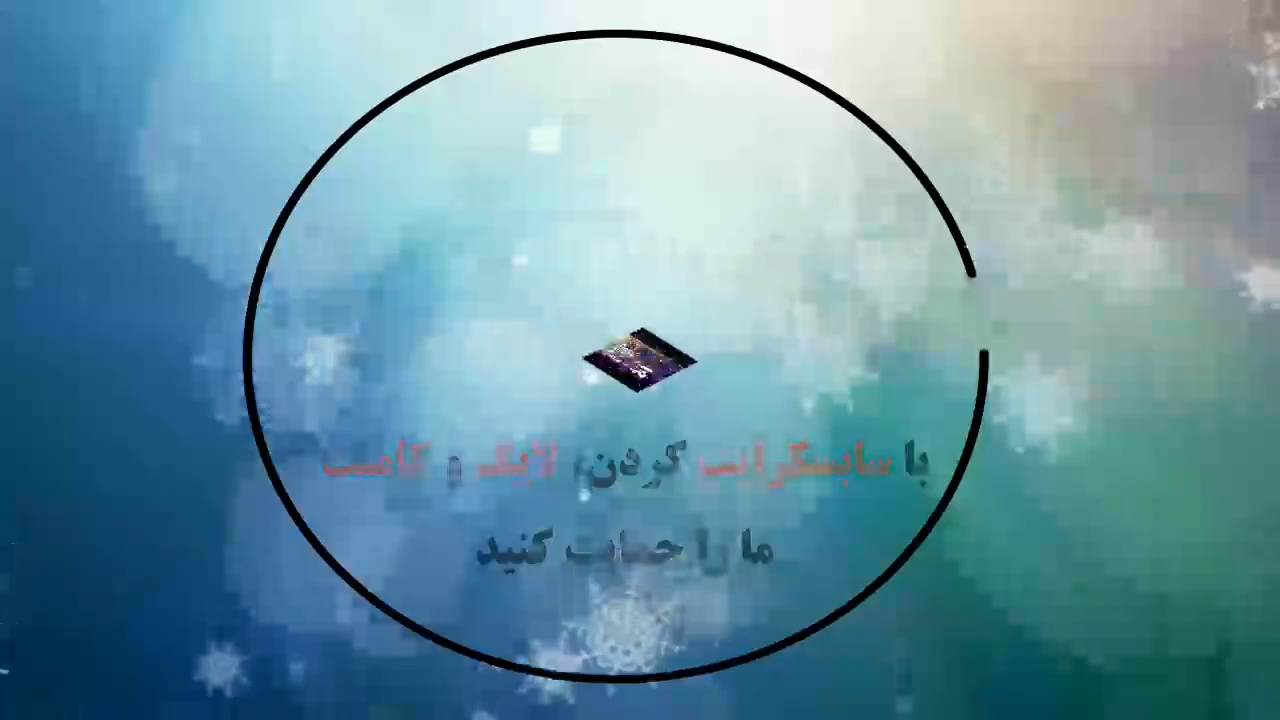 با سابسکرایب کردن، لایک و کامنت
ما را حمایت کنید